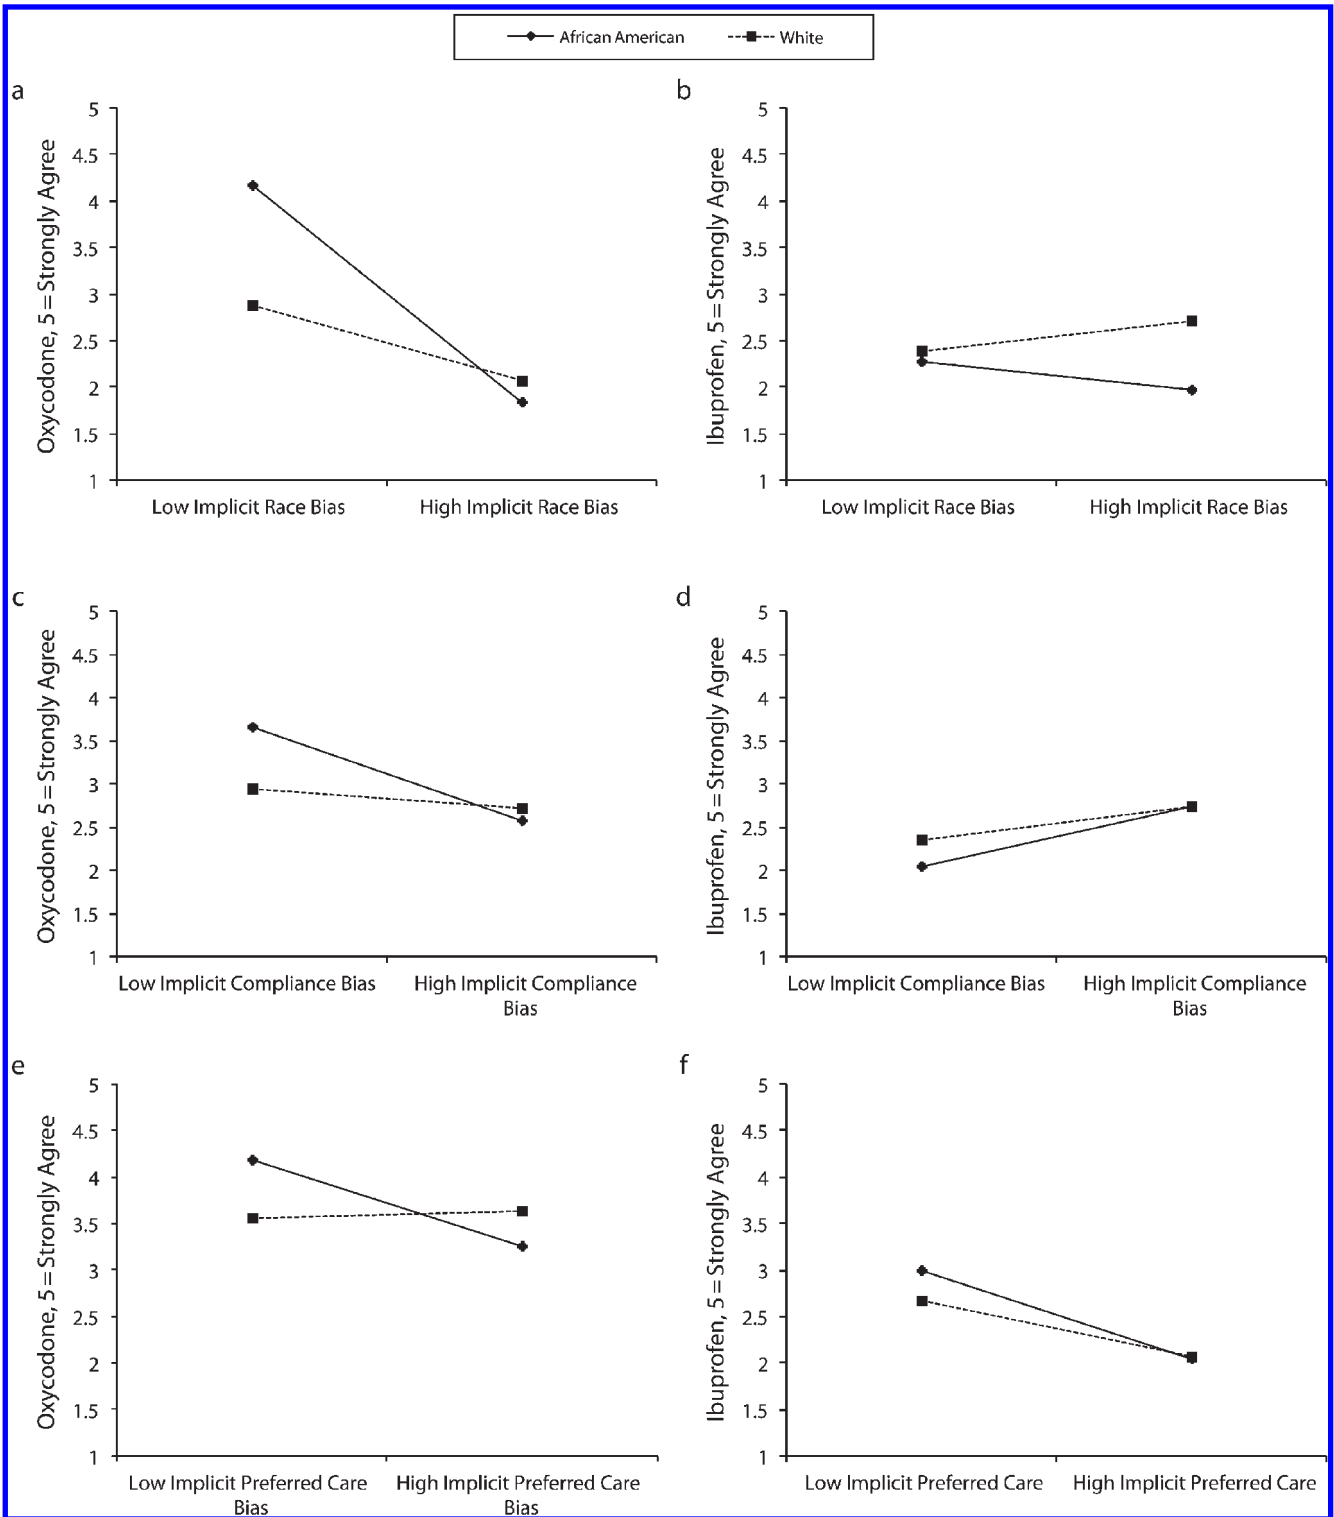 African American
White
a
Oxycodone, 5 = Strongly Agree
5
4.5
4
3.5
3
2.5
2
1.5
1
Low Implicit Race Bias
High Implicit Race Bias
b
Ibuprofen, 5 = Strongly Agree
5
4.5
4
3.5
3
2.5
2
1.5
1
Low Implicit Race Bias
High Implicit Race Bias
c
Oxycodone, 5 = Strongly Agree
5
4.5
4
3.5
3
2.5
2
1.5
1
Low Implicit Compliance Bias
High Implicit Compliance
Bias
d
Ibuprofen, 5 = Strongly Agree
5
4.5
4
3.5
3
2.5
2
1.5
1
Low Implicit Compliance Bias
High Implicit Compliance
Bias
e
Oxycodone, 5 = Strongly Agree
5
4.5
4
3.5
3
2.5
2
1.5
1
Low Implicit Preferred Care
Bias
High Implicit Preferred Care
Bias
f
Ibuprofen, 5 = Strongly Agree
5
4.5
4
3.5
3
2.5
2
1.5
1
Low Implicit Preferred Care
High Implicit Preferred Care